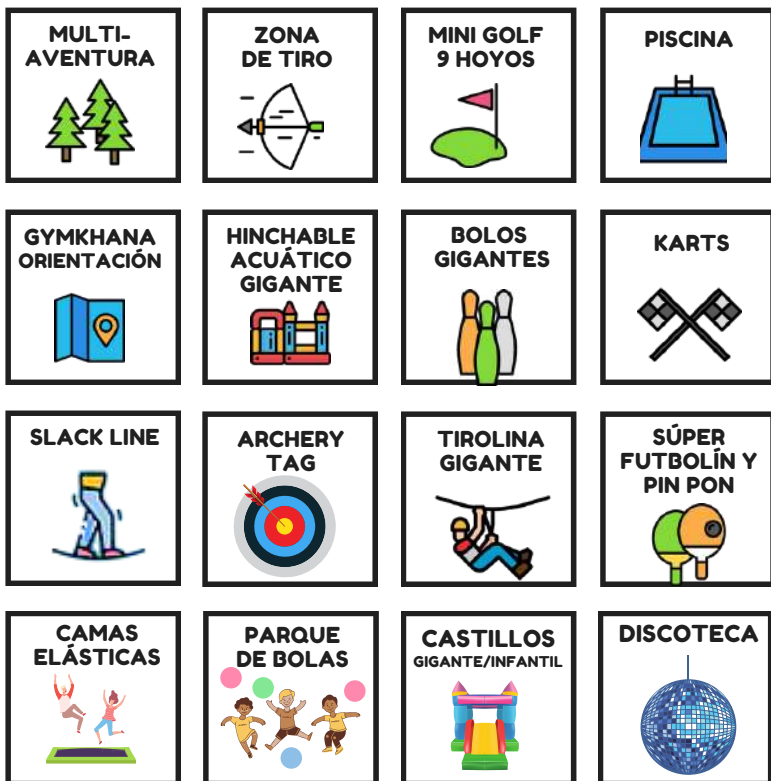 MULTI-
AVENTURA
ZONA
DE TIRO
MINI GOLF
9 HOYOS
PISCINA
GYMKHANA
ORIENTACIÓN
HINCHABLE
ACUÁTICO
GIGANTE
BOLOS
GIGANTES
KARTS
SLACK LINE
ARCHERY
TAG
TIROLINA
GIGANTE
SÚPER
FUTBOLÍN Y
PIN PON
CAMAS
ELÁSTICAS
PARQUE
DE BOLAS
CASTILLOS
GIGANTE/INFANTIL
DISCOTECA